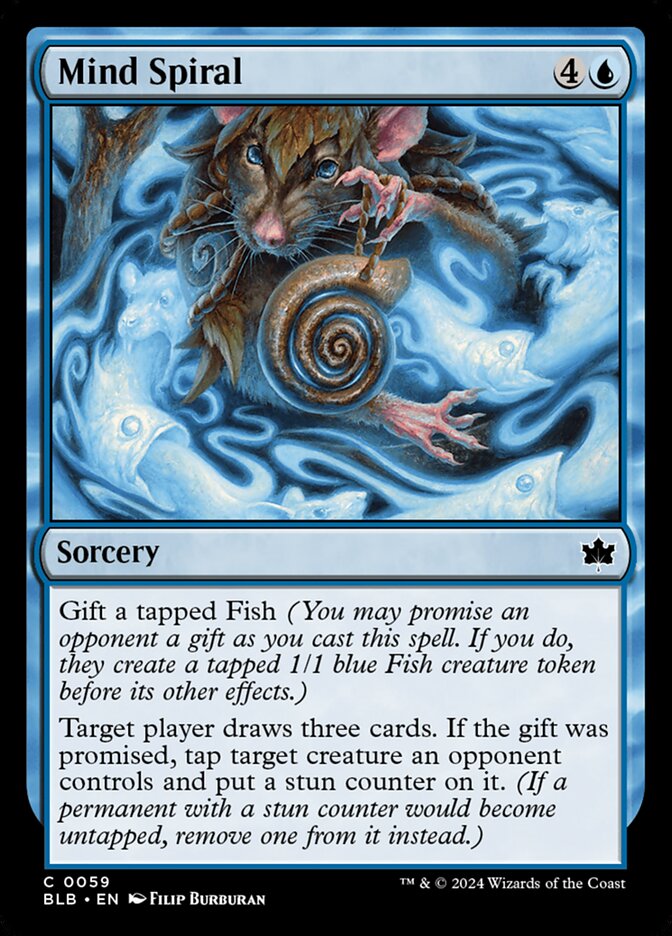 Mind Spiral 4
Sorcery
Gift a tapped Fish (You may promise an
opponent a gift as you cast this spell. If you do,
they create a tapped 1/1 blue Fish creature token
before its other effects.)
Target player draws three cards. If the gift was
promised, tap target creature an opponent
controls and put a stun counter on it. (If a
permanent with a stun counter would become
untapped, remove one from it instead.)
C 0059
BLB • EN Filip Burburan
™ & © 2024 Wizards of the Coast